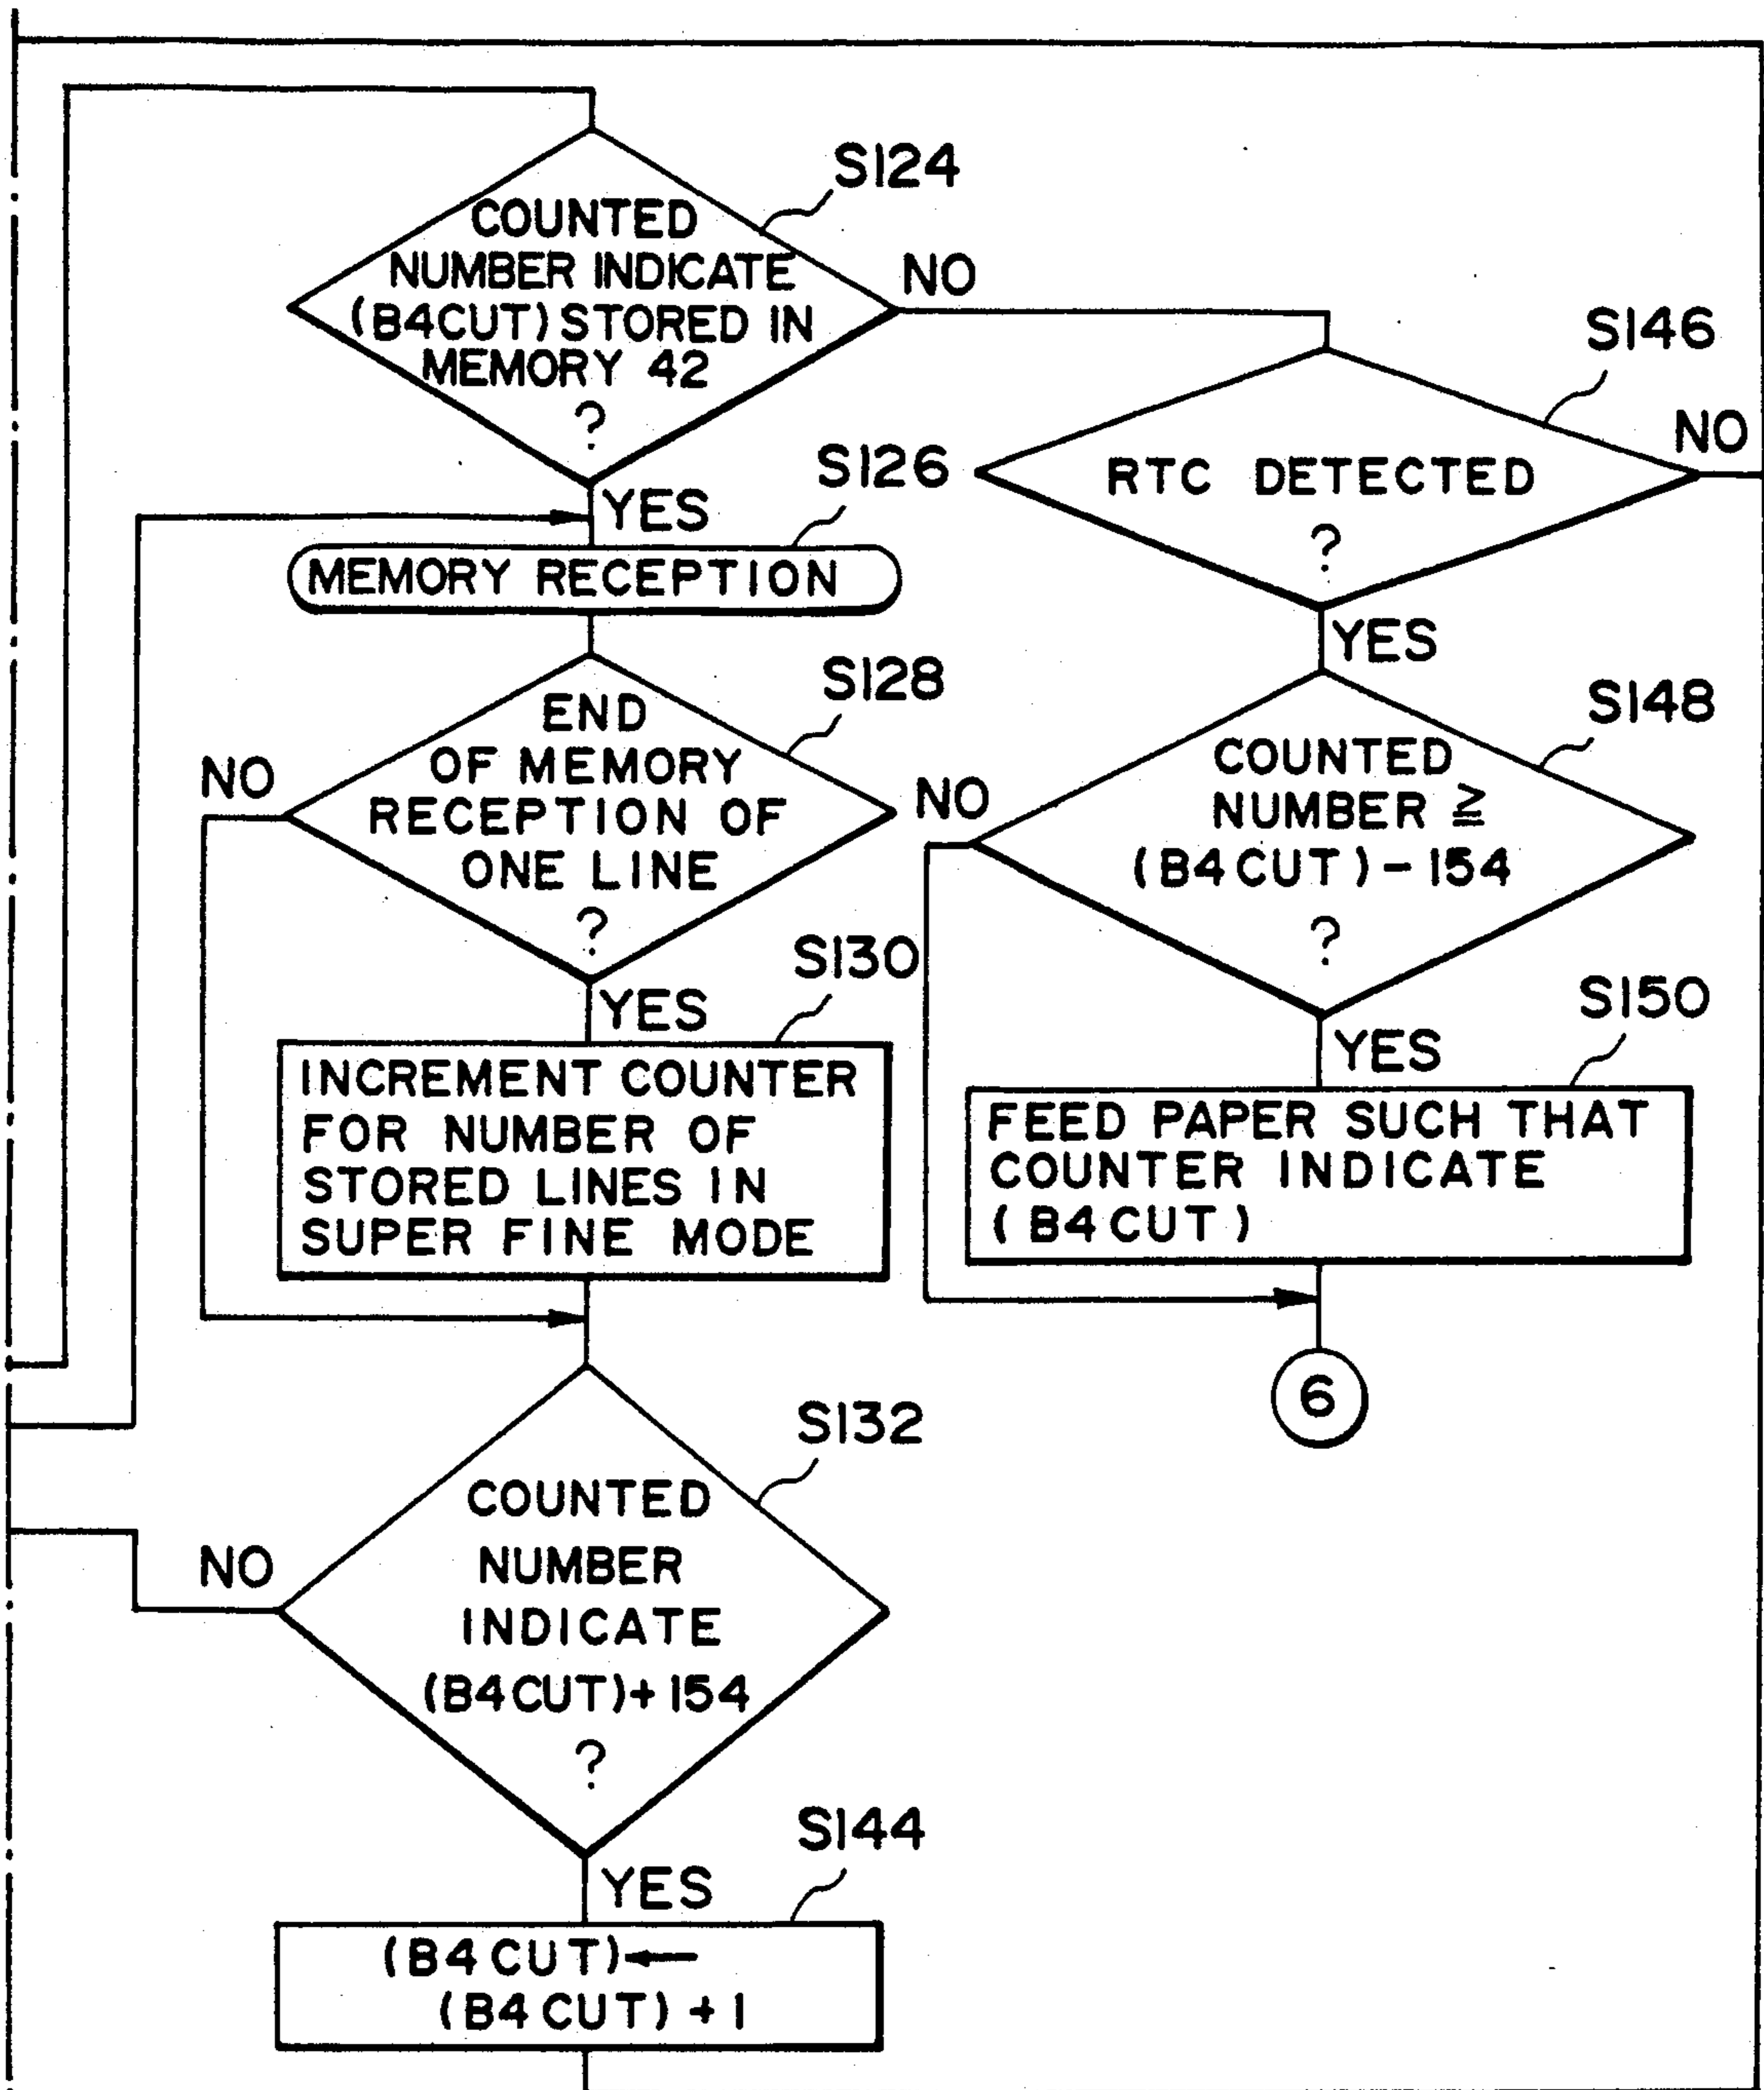 S124
COUNTED
NUMBER INDICATE
(B4CUT) STORED IN
MEMORY 42
?
NO
YES
S126
MEMORY RECEPTION
S128
END
OF MEMORY
RECEPTION OF
ONE LINE
?
NO
YES
S130
INCREMENT COUNTER
FOR NUMBER OF
STORED LINES IN
SUPER FINE MODE
S132
COUNTED
NUMBER
INDICATE
(B4CUT)+154
?
NO
YES
S144
(B4CUT)←
(B4CUT)+1
S146
RTC DETECTED
?
NO
YES
S148
COUNTED
NUMBER ≧
(B4CUT)-154
?
NO
YES
S150
FEED PAPER SUCH THAT
COUNTER INDICATE
(B4CUT)
6